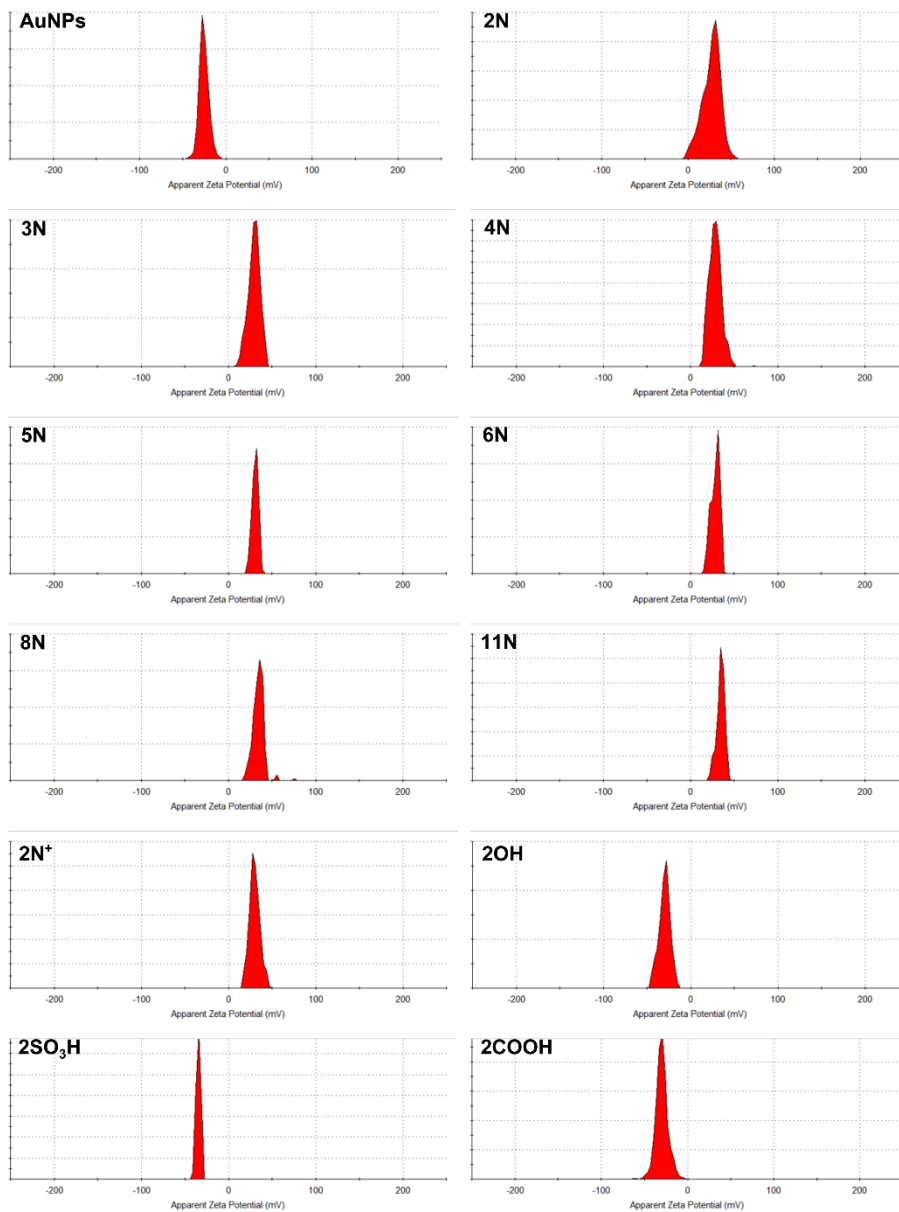 AuNPs
-200 -100 0 100 200
Apparent Zeta Potential (mV)
2N
-200 -100 0 100 200
Apparent Zeta Potential (mV)
3N
-200 -100 0 100 200
Apparent Zeta Potential (mV)
4N
-200 -100 0 100 200
Apparent Zeta Potential (mV)
5N
-200 -100 0 100 200
Apparent Zeta Potential (mV)
6N
-200 -100 0 100 200
Apparent Zeta Potential (mV)
8N
-200 -100 0 100 200
Apparent Zeta Potential (mV)
11N
-200 -100 0 100 200
Apparent Zeta Potential (mV)
2N⁺
-200 -100 0 100 200
Apparent Zeta Potential (mV)
2OH
-200 -100 0 100 200
Apparent Zeta Potential (mV)
2SO₃H
-200 -100 0 100 200
Apparent Zeta Potential (mV)
2COOH
-200 -100 0 100 200
Apparent Zeta Potential (mV)